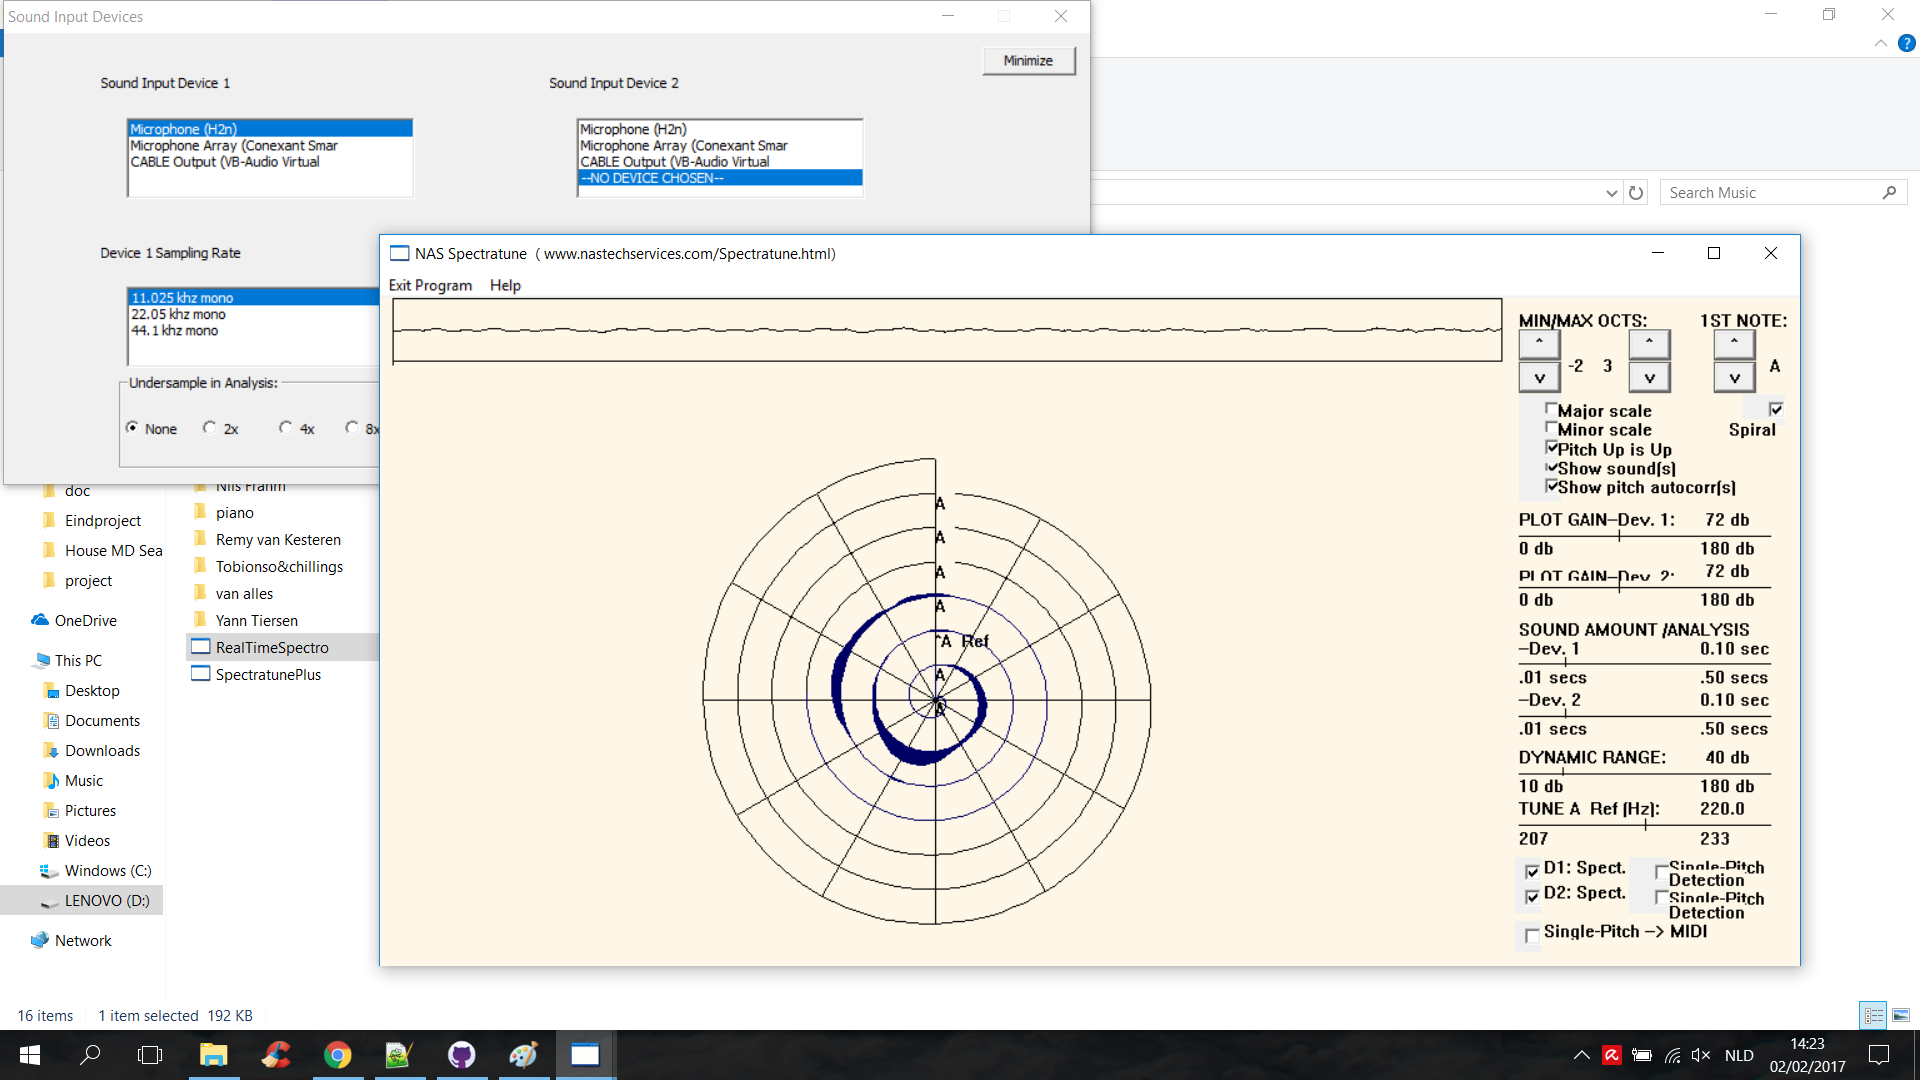 Sound Input Devices
Minimize
Sound Input Device 1
Sound Input Device 2
Microphone (H2n)
Microphone Array (Conexant Smar
CABLE Output (VB-Audio Virtual
Microphone (H2n)
Microphone Array (Conexant Smar
CABLE Output (VB-Audio Virtual
--NO DEVICE CHOSEN--
Search Music
Device 1 Sampling Rate
11.025 khz mono
22.05 khz mono
44.1 khz mono
Undersample in Analysis:
None
2x
4x
8x
NAS Spectratune ( www.nastechservices.com/Spectratune.html)
Exit Program
Help
MIN/MAX OCTS:
1ST NOTE:
^
^
^
-2
3
A
v
v
v
Major scale
Minor scale
Spiral
Pitch Up is Up
Show sound(s)
Show pitch autocorr(s)
PLOT GAIN-Dev. 1:
72 db
0 db
180 db
PLOT GAIN-Dev. 2:
72 db
0 db
180 db
SOUND AMOUNT /ANALYSIS
-Dev. 1
0.10 sec
.01 secs
.50 secs
-Dev. 2
0.10 sec
.01 secs
.50 secs
DYNAMIC RANGE:
40 db
10 db
180 db
TUNE A Ref (Hz):
220.0
207
233
D1: Spect.
Single-Pitch
Detection
D2: Spect.
Single-Pitch
Detection
Single-Pitch -> MIDI
A
A
A
A
^A Ref
A
A
doc
Eindproject
House MD Sea
project
OneDrive
This PC
Desktop
Documents
Downloads
Music
Pictures
Videos
Windows (C:)
LENOVO (D:)
Network
Nils Frahm
piano
Remy van Kesteren
Tobionso&chillings
van alles
Yann Tiersen
RealTimeSpectro
SpectratunePlus
16 items
1 item selected 192 KB
NLD
14:23
02/02/2017